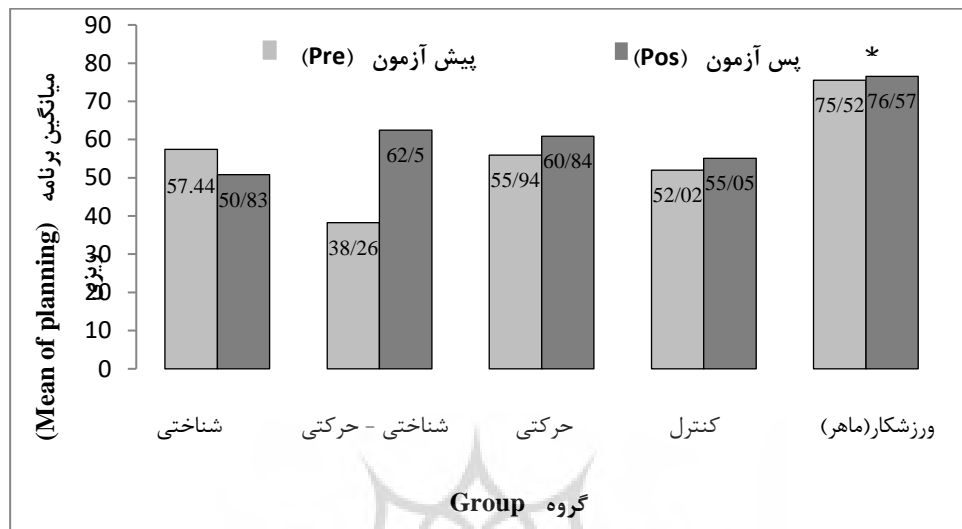 90
80
70
60
50
40
30
20
10
0
میانگین برنامه ریزی (Mean of planning)
پیش آزمون (Pre)
پس آزمون (Pos)
*
57.44
50/83
38/26
62/5
55/94
60/84
52/02
55/05
75/52
76/57
شناختی
شناختی - حرکتی
حرکتی
کنترل
ورزشکار(ماهر)
گروه Group